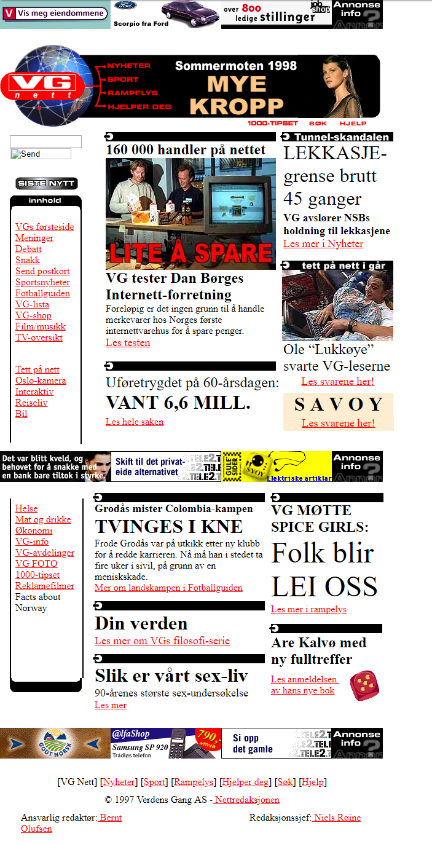 V Vis meg eiendommene
Ford
Scorpio fra Ford
over 800
ledige stillinger
job shop
Annonse
info
VG
nett
NYHETER
SPORT
RAMPELYS
HJELPER DEG
Sommermoten 1998
MYE
KROPP
1000-TIPSET SØK HJELP
Send
SISTE NYTT
innhold
VGs førsteside
Meninger
Debatt
Snakk
Send postkort
Sportsnyheter
Fotballguiden
VG-lista
VG-shop
Film/musikk
TV-oversikt
Tett på nett
Oslo-kamera
Interaktiv
Reiseliv
Bil
160 000 handler på nettet
LITE Å SPARE
VG tester Dan Børges
Internett-forretning
Foreløpig er det ingen grunn til å handle
merkevarer hos Norges første
internettvarehus for å spare penger.
Les testen
Uføretrygdet på 60-årsdagen:
VANT 6,6 MILL.
Les hele saken
Tunnel-skandalen
LEKKASJE-
grense brutt
45 ganger
VG avslører NSBs
holdning til lekkasjene
Les mer i Nyheter
tett på nett i går
Ole “Lukkøye”
svarte VG-leserne
Les svarene her!
SAVOY
Les svarene her!
Det var blitt kveld, og
behovet for å snakke med
en bank bare tiltok i styrke.
Skift til det privat-
eide alternativet
TELE2.
GULE SIDER
Elektriske artikler
Annonse
info
Helse
Mat og drikke
Økonomi
VG-info
VG-avdelinger
VG FOTO
1000-tipset
Reklamefilmer
Facts about
Norway
Grodås mister Colombia-kampen
TVINGES I KNE
Frode Grodås var på utkikk etter ny klubb
for å redde karrieren. Nå må han i stedet ta
fire uker i sivil, på grunn av en
meniskskade.
Mer om landskampen i Fotballguiden
Din verden
Les mer om VGs filosofi-serie
Slik er vårt sex-liv
90-årenes største sex-undersøkelse
Les mer
VG MØTTE
SPICE GIRLS:
Folk blir
LEI OSS
Les mer i rampelys
Are Kalvø med
ny fulltreffer
Les anmeldelsen
av hans nye bok
GOD MORGEN
@lfaShop
Samsung SP 920
Trådløs telefon
790,-
+mva
Si opp
det gamle
TELE2.
Annonse
info
[VG Nett] [Nyheter] [Sport] [Rampelys] [Hjelper deg] [Søk] [Hjelp]
© 1997 Verdens Gang AS - Nettredaksjonen
Ansvarlig redaktør: Bernt
Olufsen
Redaksjonssjef: Niels Røine